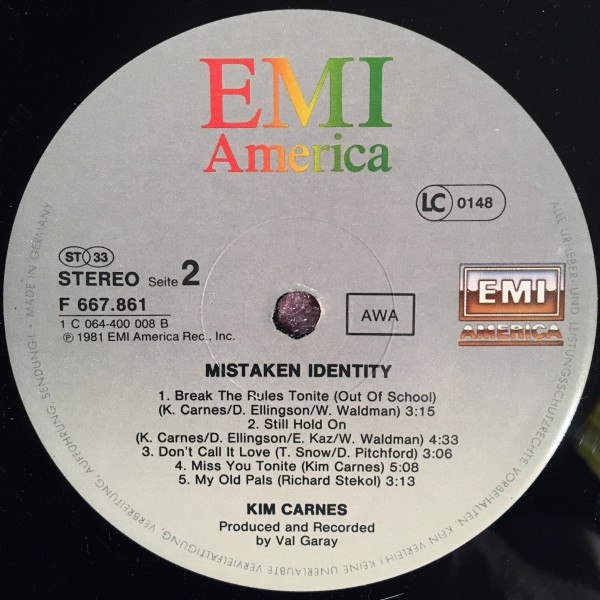 EMI
America
LC 0148
ST 33
STEREO Seite 2
F 667.861
1 C 064-400 008 B
℗ 1981 EMI America Rec., Inc.
AWA
EMI
AMERICA
MISTAKEN IDENTITY
1. Break The Rules Tonite (Out Of School)
(K. Carnes/D. Ellingson/W. Waldman) 3:15
2. Still Hold On
(K. Carnes/D. Ellingson/E. Kaz/W. Waldman) 4:33
3. Don't Call It Love (T. Snow/D. Pitchford) 3:06
4. Miss You Tonite (Kim Carnes) 5:08
5. My Old Pals (Richard Stekol) 3:13
KIM CARNES
Produced and Recorded
by Val Garay
ALLE URHEBER- UND LEISTUNGSSCHUTZRECHTE VORBEHALTEN. KEIN VERLEIH! KEINE UNERLAUBTE VERVIELFÄLTIGUNG, VERBREITUNG, AUFFÜHRUNG, SENDUNG! · MADE IN GERMANY